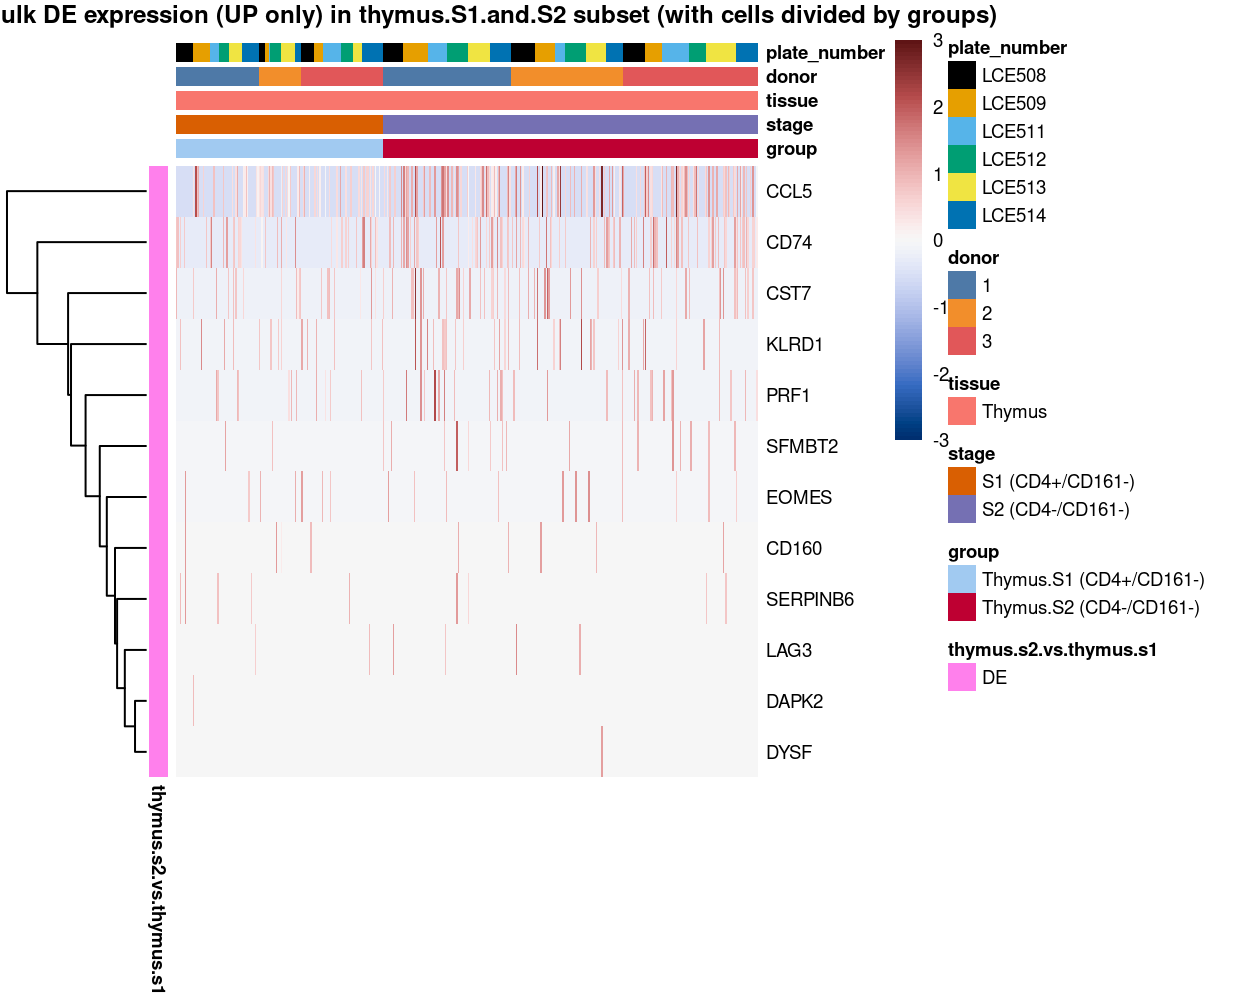 ulk DE expression (UP only) in thymus.S1.and.S2 subset (with cells divided by groups)
plate_number
donor
tissue
stage
group
CCL5
CD74
CST7
KLRD1
PRF1
SFMBT2
EOMES
CD160
SERPINB6
LAG3
DAPK2
DYSF
thymus.s2.vs.thymus.s1
3
2
1
0
-1
-2
-3
plate_number
LCE508
LCE509
LCE511
LCE512
LCE513
LCE514
donor
1
2
3
tissue
Thymus
stage
S1 (CD4+/CD161-)
S2 (CD4-/CD161-)
group
Thymus.S1 (CD4+/CD161-)
Thymus.S2 (CD4-/CD161-)
thymus.s2.vs.thymus.s1
DE